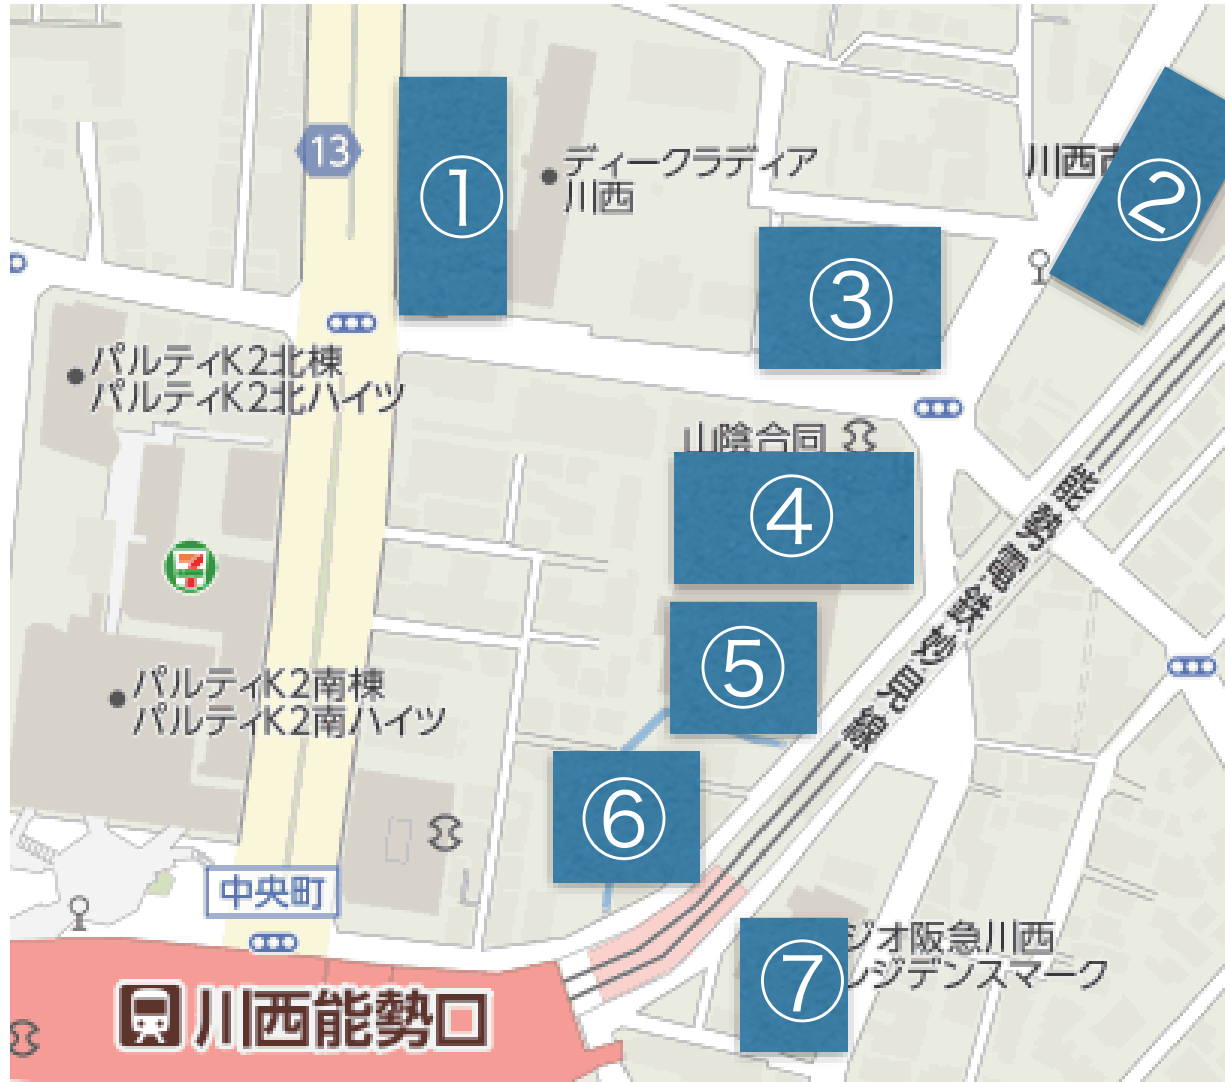 13
①
ディークラディア
川西
川西市
②
③
パルティK2北棟
パルティK2北ハイツ
山陰合同
④
能勢電鉄妙見線
⑤
パルティK2南棟
パルティK2南ハイツ
⑥
中央町
⑦
ジオ阪急川西
レジデンスマーク
川西能勢口